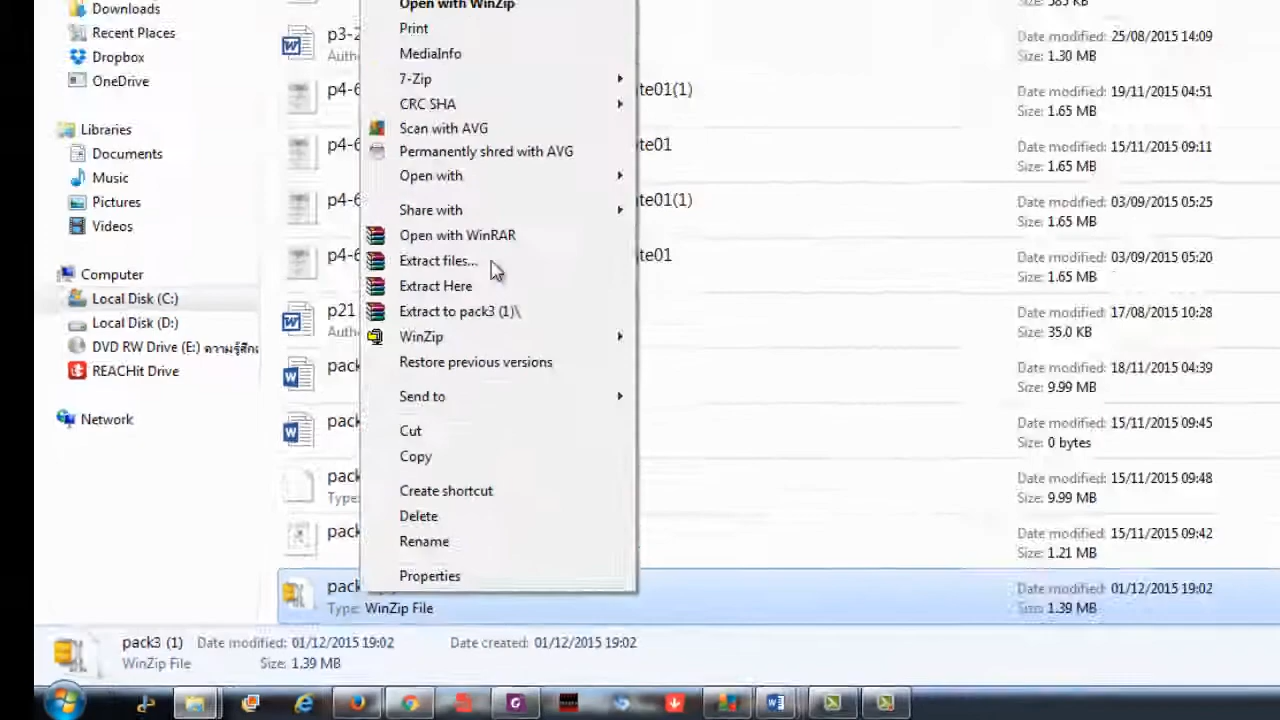 Downloads
Recent Places
Dropbox
OneDrive
Libraries
Documents
Music
Pictures
Videos
Computer
Local Disk (C:)
Local Disk (D:)
DVD RW Drive (E:) ความรู้สึก
REACHit Drive
Network
Open with WinZip
Print
MediaInfo
7-Zip
CRC SHA
Scan with AVG
Permanently shred with AVG
Open with
Share with
Open with WinRAR
Extract files...
Extract Here
Extract to pack3 (1)\
WinZip
Restore previous versions
Send to
Cut
Copy
Create shortcut
Delete
Rename
Properties
Size: 385 KB
p3-2
Date modified: 25/08/2015 14:09
Size: 1.30 MB
p4-6 te01(1)
Date modified: 19/11/2015 04:51
Size: 1.65 MB
p4-6 te01
Date modified: 15/11/2015 09:11
Size: 1.65 MB
p4-6 te01(1)
Date modified: 03/09/2015 05:25
Size: 1.65 MB
p4-6 te01
Date modified: 03/09/2015 05:20
Size: 1.65 MB
p21
Date modified: 17/08/2015 10:28
Size: 35.0 KB
pack
Date modified: 18/11/2015 04:39
Size: 9.99 MB
pack
Date modified: 15/11/2015 09:45
Size: 0 bytes
pack
Type:
Date modified: 15/11/2015 09:48
Size: 9.99 MB
pack
Date modified: 15/11/2015 09:42
Size: 1.21 MB
pack
Type: WinZip File
Date modified: 01/12/2015 19:02
Size: 1.39 MB
pack3 (1) Date modified: 01/12/2015 19:02 Date created: 01/12/2015 19:02
WinZip File Size: 1.39 MB